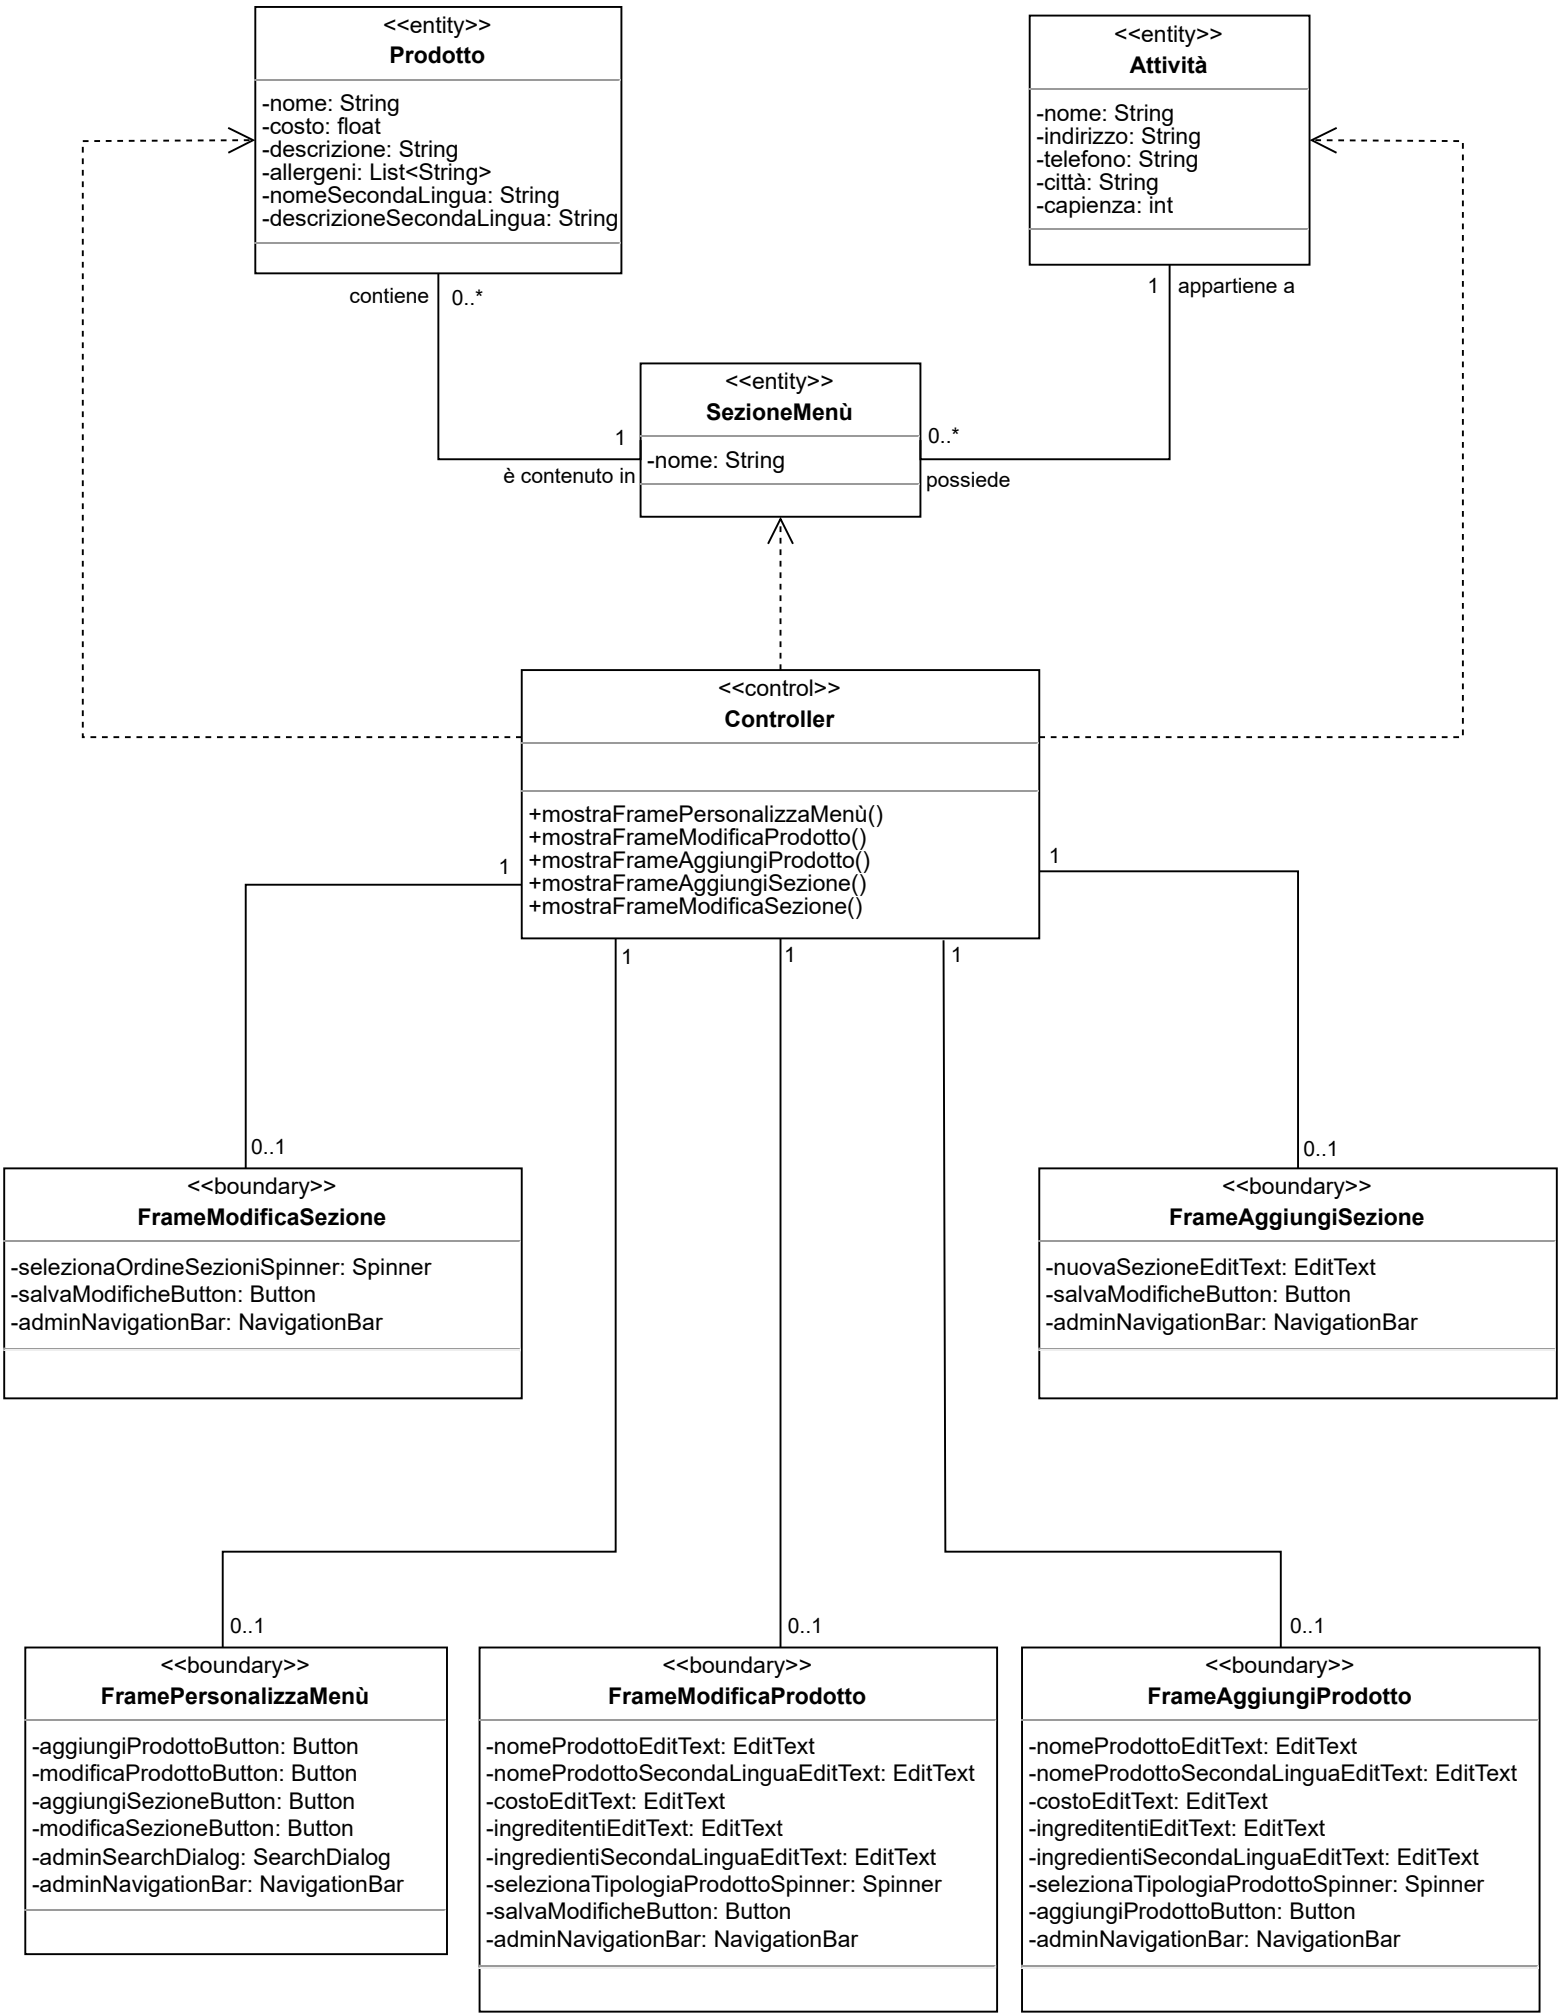 <<entity>>
Prodotto
-nome: String
-costo: float
-descrizione: String
-allergeni: List<String>
-nomeSecondaLingua: String
-descrizioneSecondaLingua: String
<<entity>>
Attività
-nome: String
-indirizzo: String
-telefono: String
-città: String
-capienza: int
contiene
0..*
1
appartiene a
<<entity>>
SezioneMenù
-nome: String
1
è contenuto in
0..*
possiede
<<control>>
Controller
+mostraFramePersonalizzaMenù()
+mostraFrameModificaProdotto()
+mostraFrameAggiungiProdotto()
+mostraFrameAggiungiSezione()
+mostraFrameModificaSezione()
1
1
1
1
1
0..1
0..1
<<boundary>>
FrameModificaSezione
-selezionaOrdineSezioniSpinner: Spinner
-salvaModificheButton: Button
-adminNavigationBar: NavigationBar
<<boundary>>
FrameAggiungiSezione
-nuovaSezioneEditText: EditText
-salvaModificheButton: Button
-adminNavigationBar: NavigationBar
0..1
0..1
0..1
<<boundary>>
FramePersonalizzaMenù
-aggiungiProdottoButton: Button
-modificaProdottoButton: Button
-aggiungiSezioneButton: Button
-modificaSezioneButton: Button
-adminSearchDialog: SearchDialog
-adminNavigationBar: NavigationBar
<<boundary>>
FrameModificaProdotto
-nomeProdottoEditText: EditText
-nomeProdottoSecondaLinguaEditText: EditText
-costoEditText: EditText
-ingreditentiEditText: EditText
-ingredientiSecondaLinguaEditText: EditText
-selezionaTipologiaProdottoSpinner: Spinner
-salvaModificheButton: Button
-adminNavigationBar: NavigationBar
<<boundary>>
FrameAggiungiProdotto
-nomeProdottoEditText: EditText
-nomeProdottoSecondaLinguaEditText: EditText
-costoEditText: EditText
-ingreditentiEditText: EditText
-ingredientiSecondaLinguaEditText: EditText
-selezionaTipologiaProdottoSpinner: Spinner
-aggiungiProdottoButton: Button
-adminNavigationBar: NavigationBar